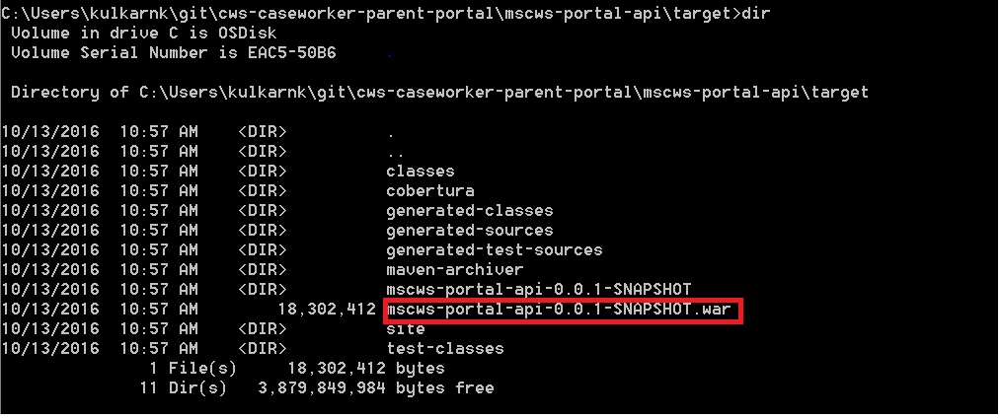 C:\Users\kulkarnk\git\cws-caseworker-parent-portal\mscws-portal-api\target>dir
 Volume in drive C is OSDisk
 Volume Serial Number is EAC5-50B6
 Directory of C:\Users\kulkarnk\git\cws-caseworker-parent-portal\mscws-portal-api\target
10/13/2016  10:57 AM    <DIR>          .
10/13/2016  10:57 AM    <DIR>          ..
10/13/2016  10:57 AM    <DIR>          classes
10/13/2016  10:57 AM    <DIR>          cobertura
10/13/2016  10:57 AM    <DIR>          generated-classes
10/13/2016  10:57 AM    <DIR>          generated-sources
10/13/2016  10:57 AM    <DIR>          generated-test-sources
10/13/2016  10:57 AM    <DIR>          maven-archiver
10/13/2016  10:57 AM    <DIR>          mscws-portal-api-0.0.1-SNAPSHOT
10/13/2016  10:57 AM        18,302,412 mscws-portal-api-0.0.1-SNAPSHOT.war
10/13/2016  10:57 AM    <DIR>          site
10/13/2016  10:57 AM    <DIR>          test-classes
               1 File(s)     18,302,412 bytes
              11 Dir(s)   3,879,849,984 bytes free